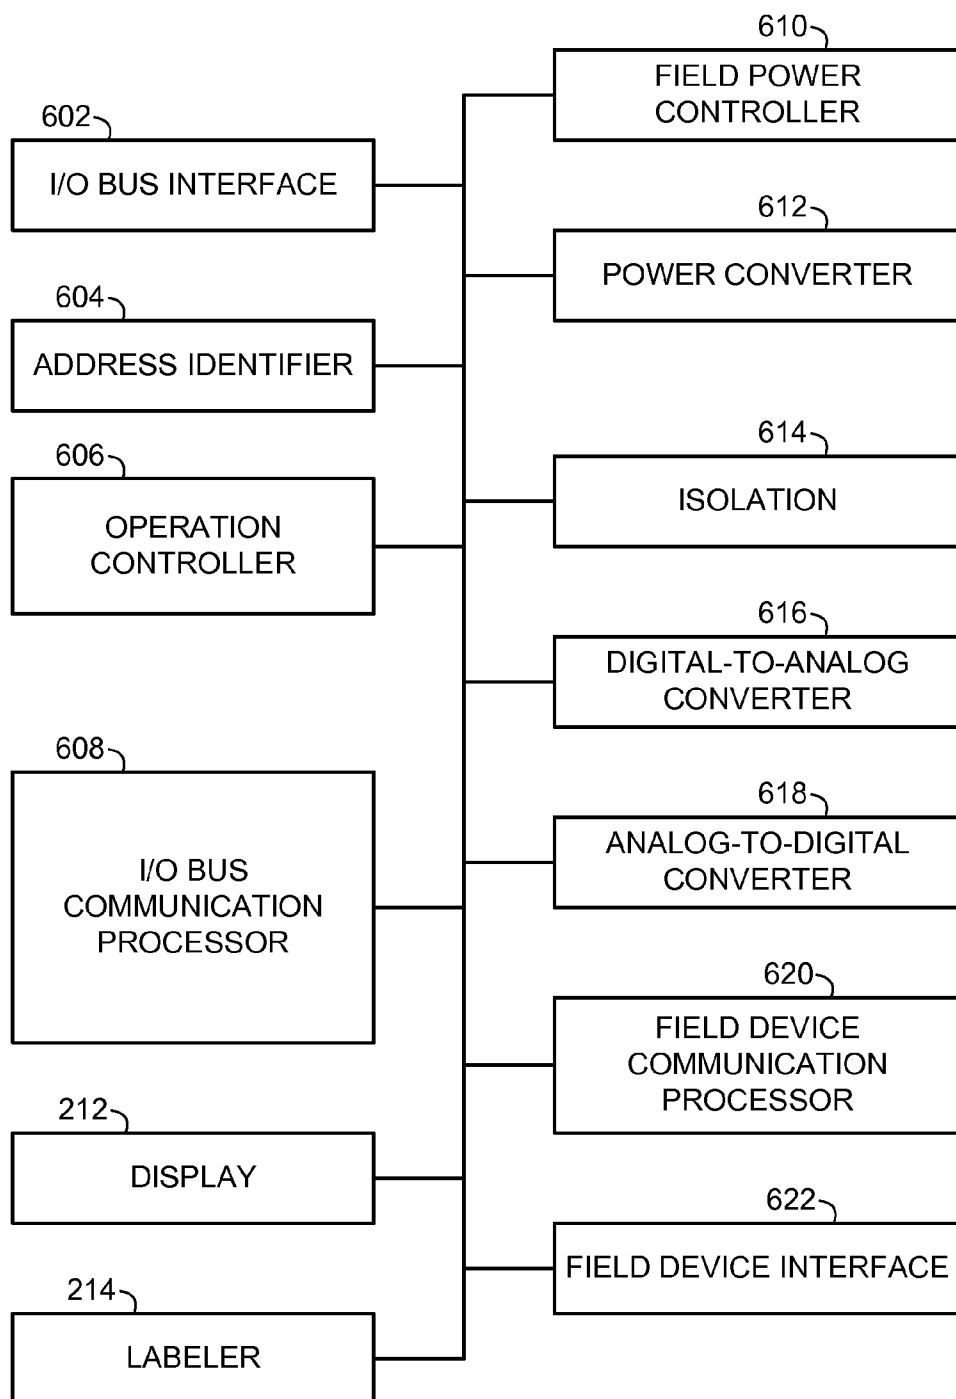 602
I/O BUS INTERFACE
604
ADDRESS IDENTIFIER
606
OPERATION
CONTROLLER
608
I/O BUS
COMMUNICATION
PROCESSOR
212
DISPLAY
214
LABELER
610
FIELD POWER
CONTROLLER
612
POWER CONVERTER
614
ISOLATION
616
DIGITAL-TO-ANALOG
CONVERTER
618
ANALOG-TO-DIGITAL
CONVERTER
620
FIELD DEVICE
COMMUNICATION
PROCESSOR
622
FIELD DEVICE INTERFACE